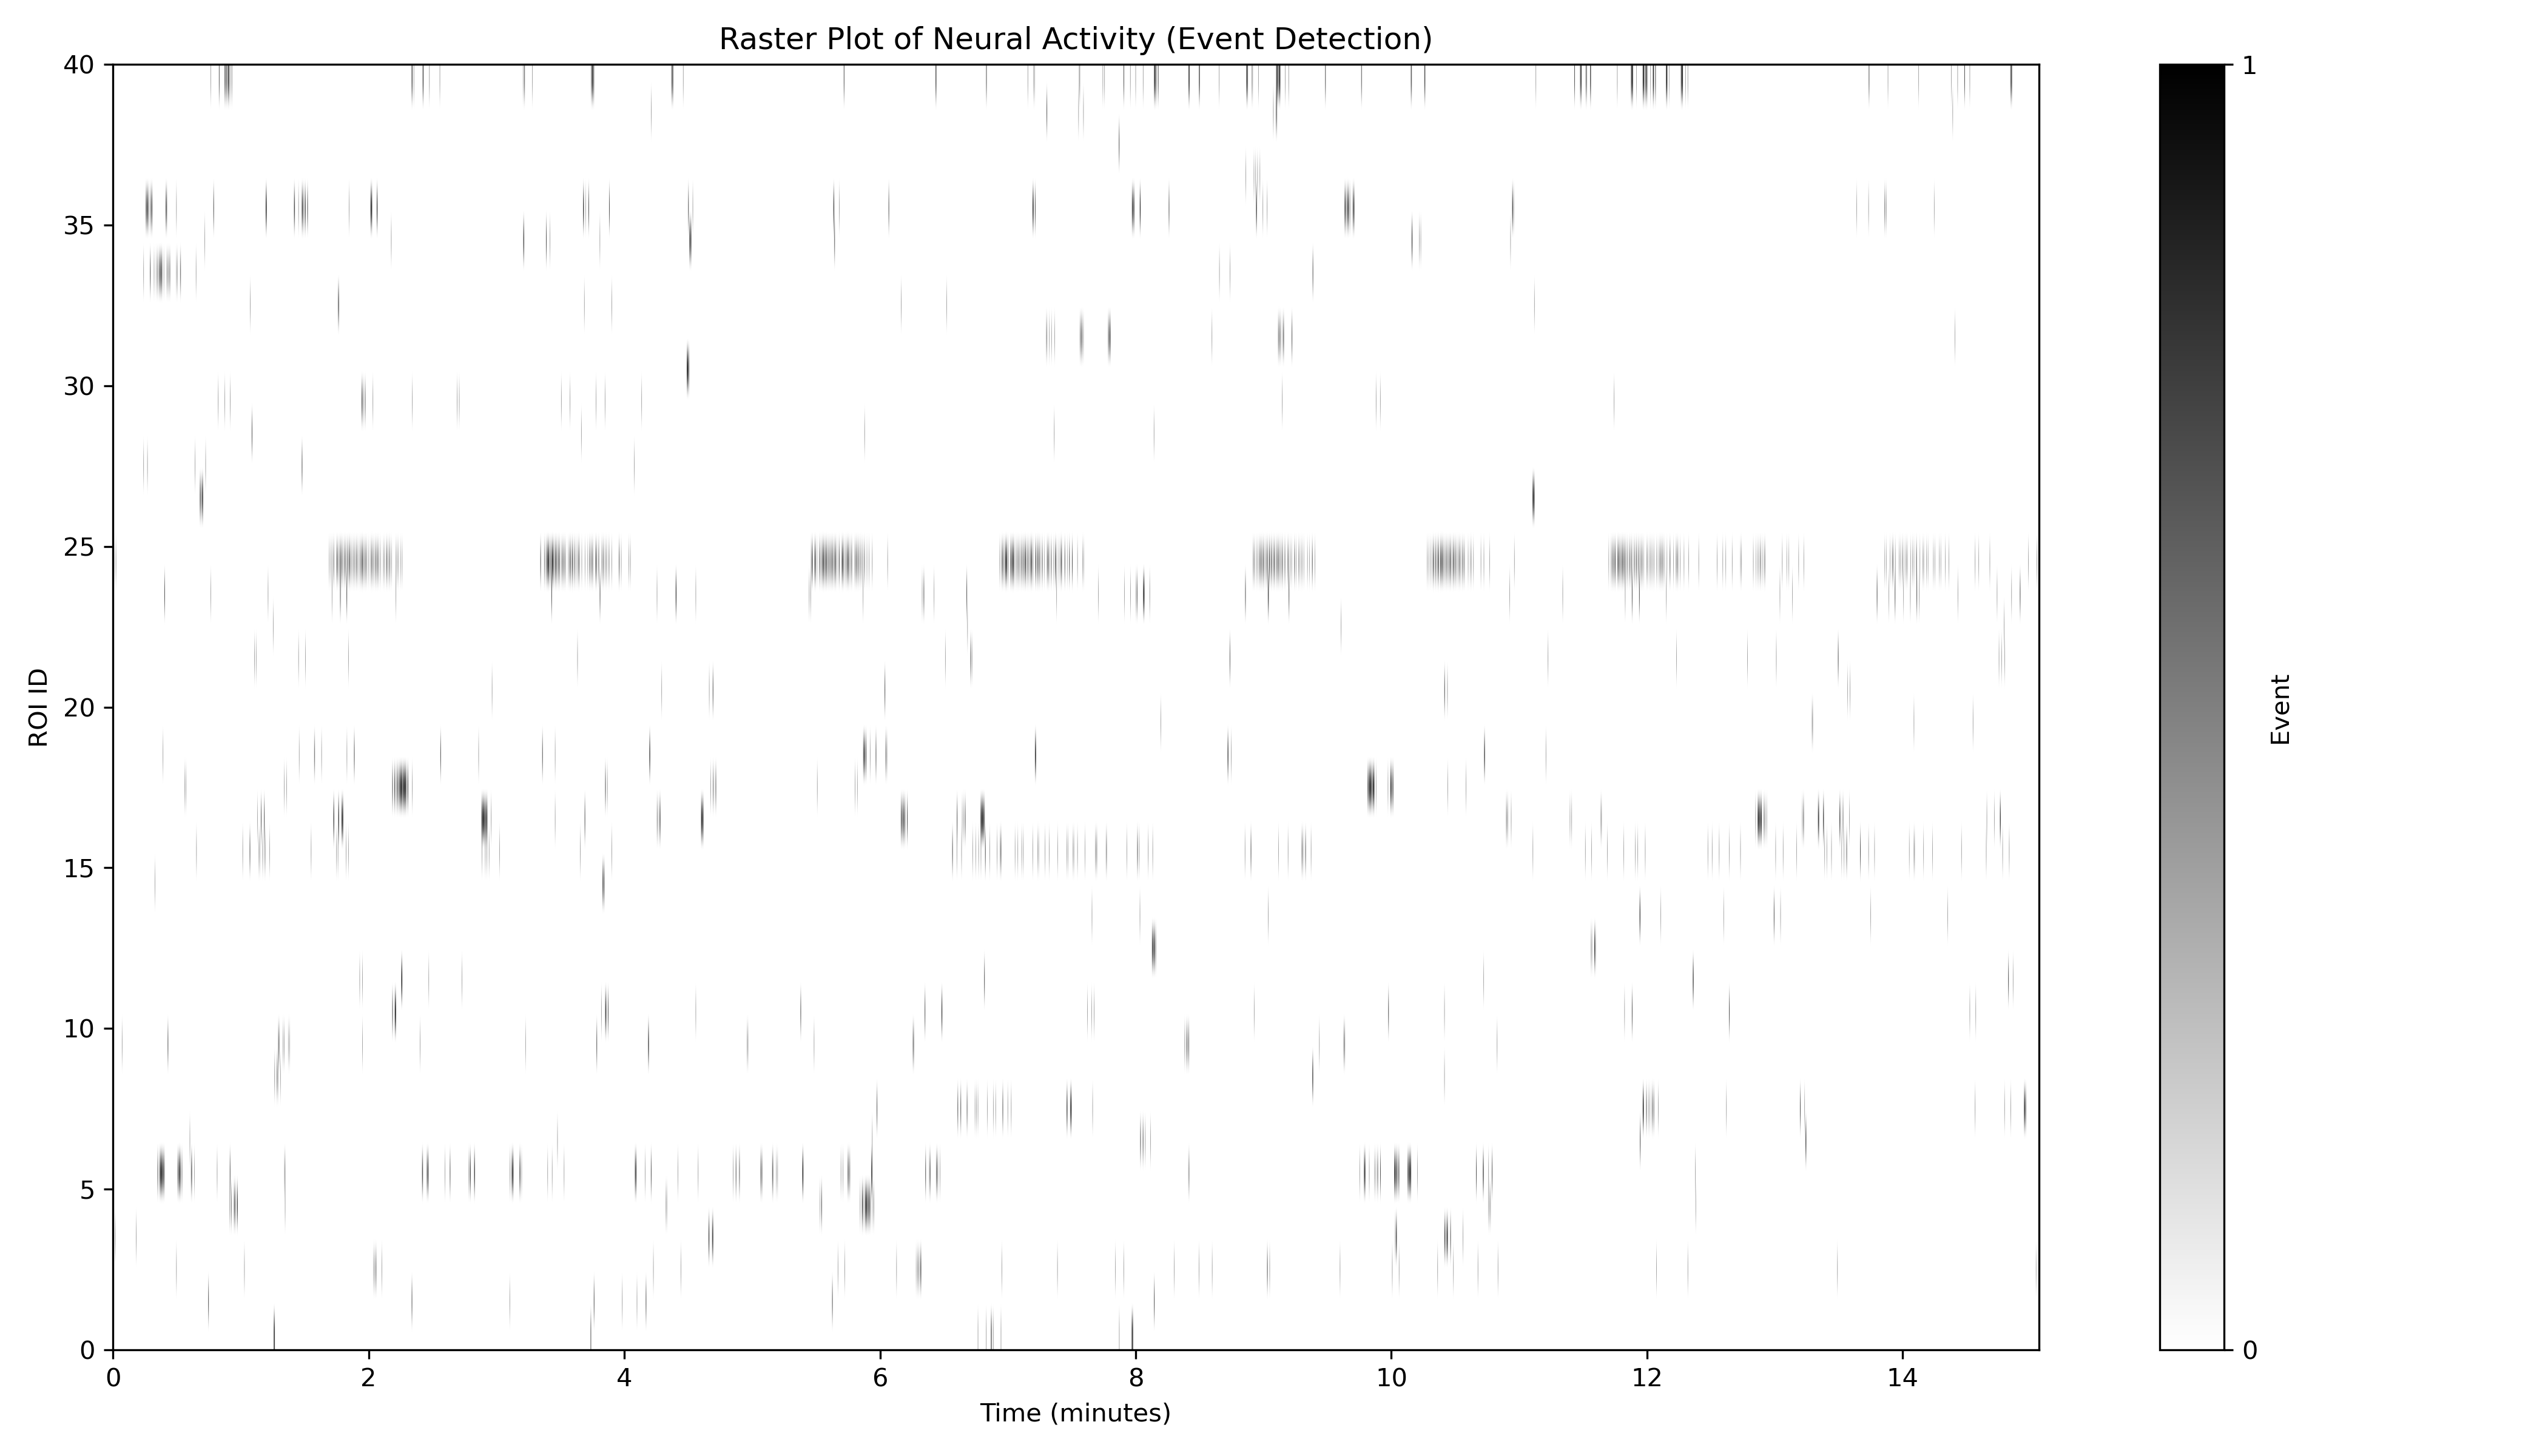 Raster Plot of Neural Activity (Event Detection)
40
35
30
25
20
15
10
5
0
ROI ID
0 2 4 6 8 10 12 14
Time (minutes)
1
0
Event